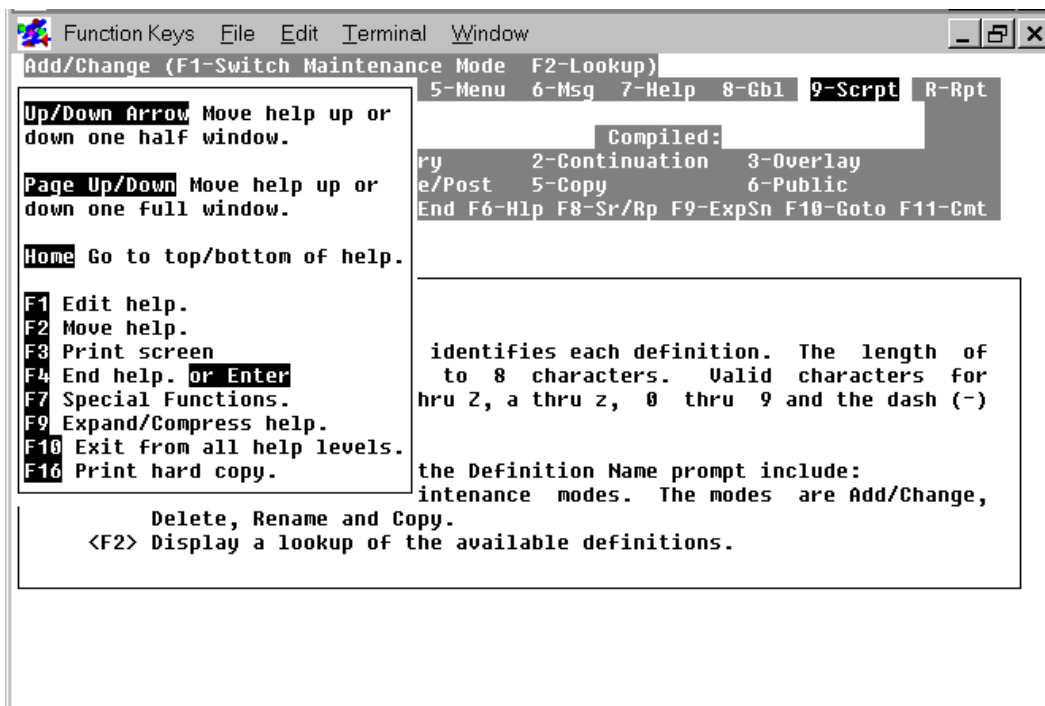 Function Keys File Edit Terminal Window
Add/Change (F1-Switch Maintenance Mode F2-Lookup)
5-Menu 6-Msg 7-Help 8-Gbl 9-Scrpt R-Rpt
Up/Down Arrow Move help up or
down one half window.
Compiled:
ry 2-Continuation 3-Overlay
Page Up/Down Move help up or
e/Post 5-Copy 6-Public
down one full window.
End F6-Hlp F8-Sr/Rp F9-ExpSn F10-Goto F11-Cmt
Home Go to top/bottom of help.
F1 Edit help.
F2 Move help.
F3 Print screen
identifies each definition. The length of
F4 End help. or Enter
to 8 characters. Valid characters for
F7 Special Functions.
hru Z, a thru z, 0 thru 9 and the dash (-)
F9 Expand/Compress help.
F10 Exit from all help levels.
F16 Print hard copy.
the Definition Name prompt include:
intenance modes. The modes are Add/Change,
Delete, Rename and Copy.
<F2> Display a lookup of the available definitions.